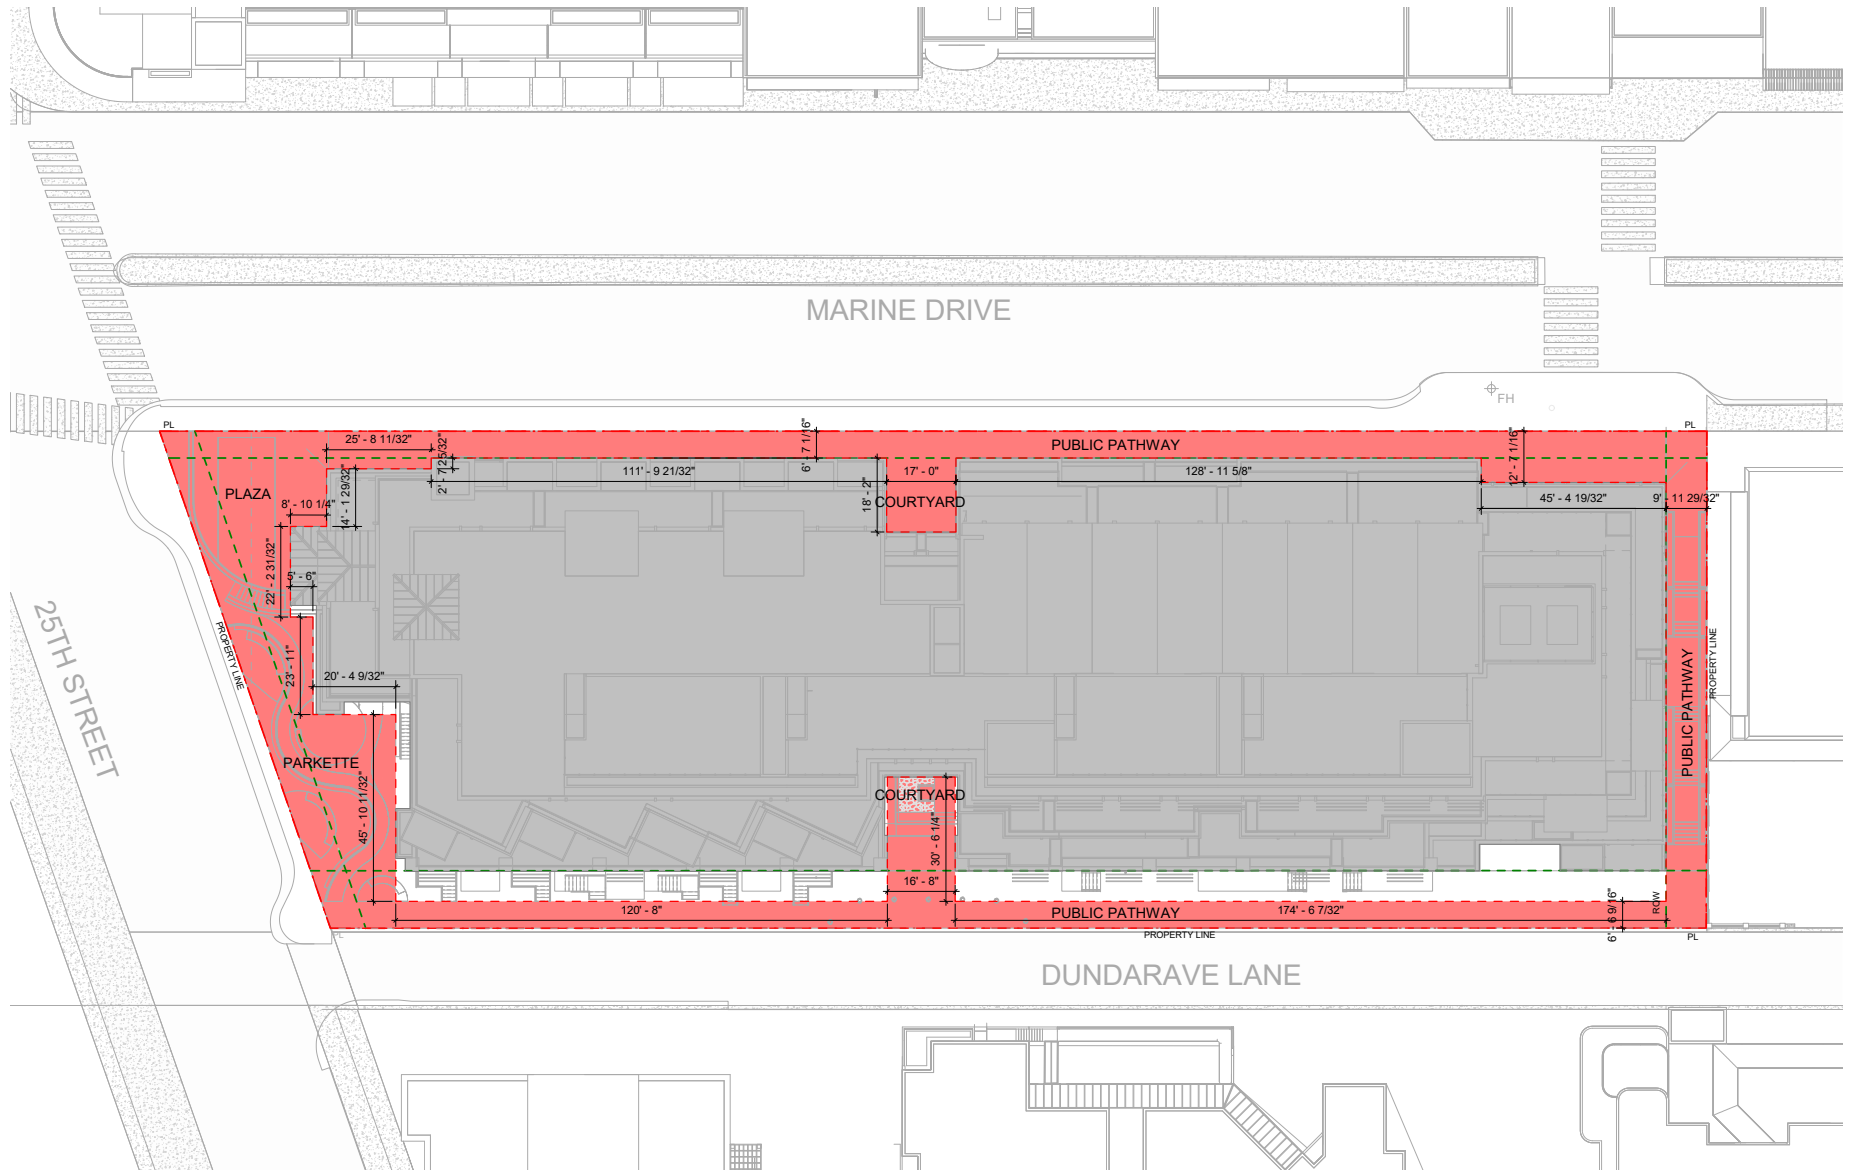 MARINE DRIVE
FH
PL
PL
25' - 8 11/32"
2' - 7 25/32"
6' - 7 1/16"
PUBLIC PATHWAY
12' - 7 1/16"
111' - 9 21/32"
17' - 0"
128' - 11 5/8"
PLAZA
8' - 10 1/4"
14' - 1 29/32"
18' - 2"
COURTYARD
45' - 4 19/32"
9' - 11 29/32"
22' - 2 31/32"
5' - 6"
25TH STREET
PROPERTY LINE
23' - 11"
20' - 4 9/32"
PROPERTY LINE
PUBLIC PATHWAY
PARKETTE
45' - 10 11/32"
COURTYARD
30' - 6 1/4"
16' - 8"
120' - 8"
PUBLIC PATHWAY
174' - 6 7/32"
6' - 6 9/16"
ROW
PL
PROPERTY LINE
PL
DUNDARAVE LANE